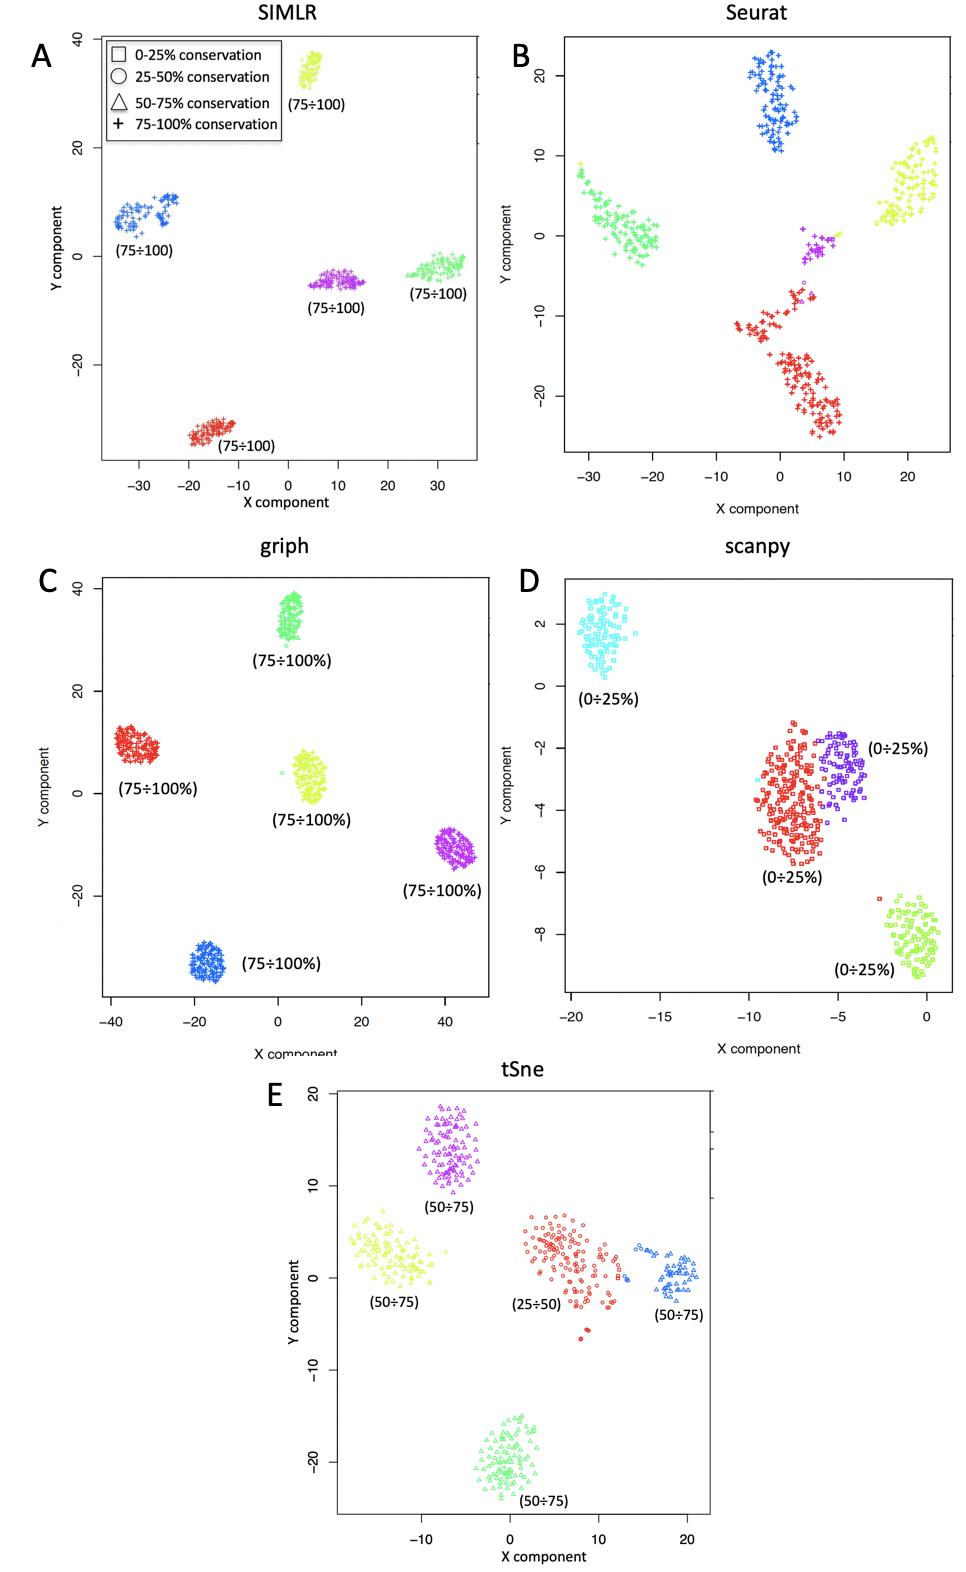 SIMLR
Seurat
A
B
0-25% conservation
25-50% conservation
50-75% conservation
75-100% conservation
40
20
0
−20
Y component
(75÷100)
(75÷100)
(75÷100)
(75÷100)
(75÷100)
−30 −20 −10 0 10 20 30
X component
20
10
0
−10
−20
Y component
−30 −20 −10 0 10 20
X component
griph
scanpy
C
D
40
20
0
−20
Y component
(75÷100%)
(75÷100%)
(75÷100%)
(75÷100%)
(75÷100%)
−40 −20 0 20 40
X component
2
0
−2
−4
−6
−8
Y component
(0÷25%)
(0÷25%)
(0÷25%)
(0÷25%)
−20 −15 −10 −5 0
X component
tSne
E
20
10
0
−10
−20
Y component
(50÷75)
(50÷75)
(25÷50)
(50÷75)
(50÷75)
−10 0 10 20
X component